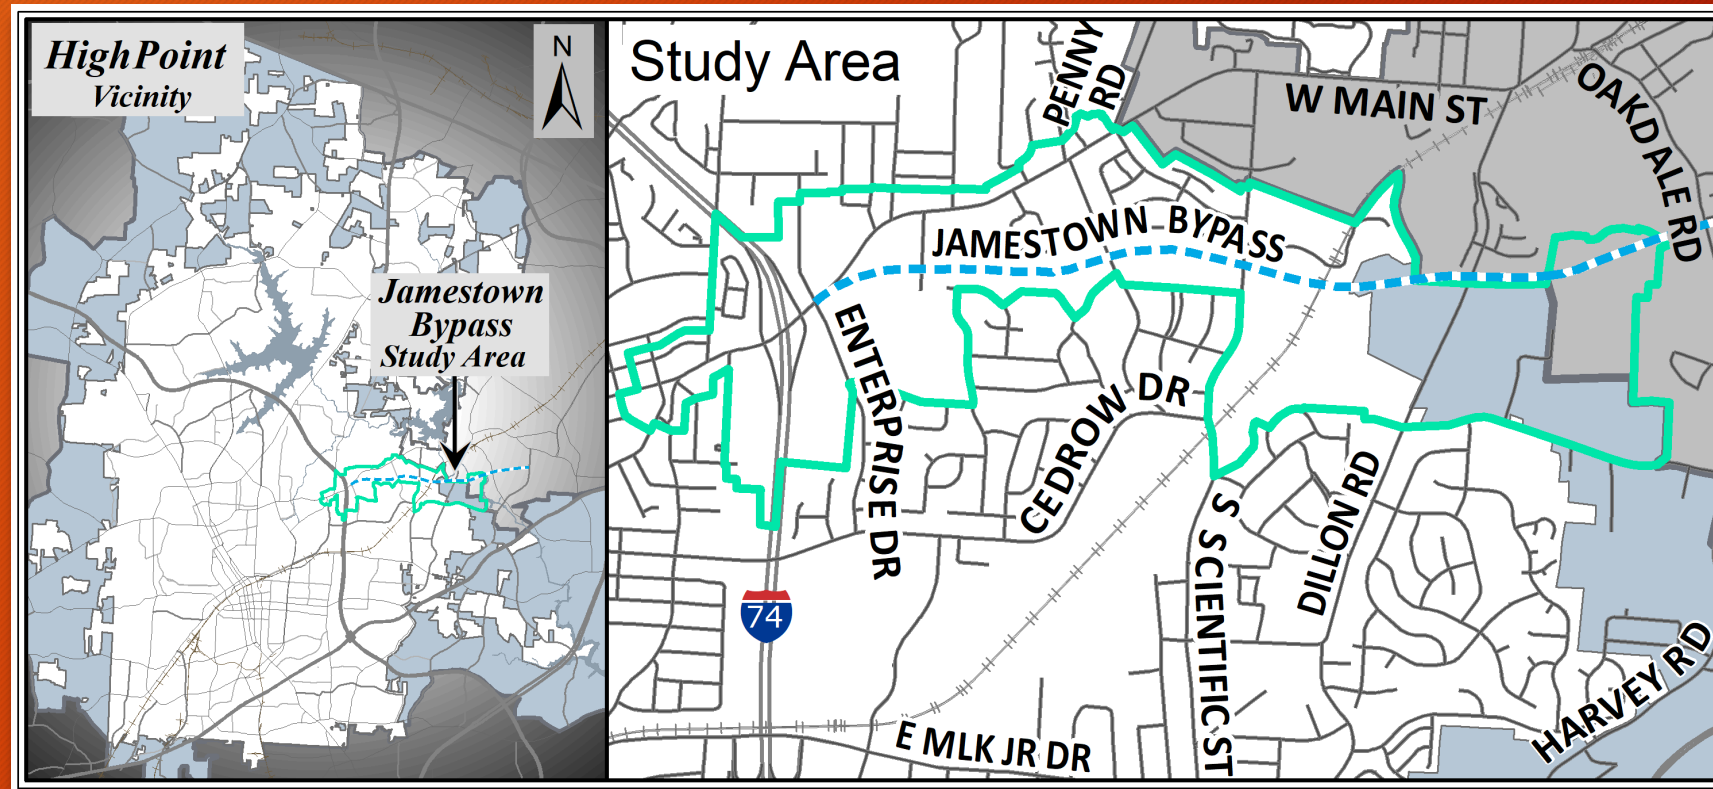 High Point
Vicinity
N
Jamestown
Bypass
Study Area
Study Area
PENNY
RD
W MAIN ST
OAKDALE RD
JAMESTOWN BYPASS
ENTERPRISE DR
CEDROW DR
S SCIENTIFIC ST
DILLON RD
74
HARVEY RD
E MLK JR DR